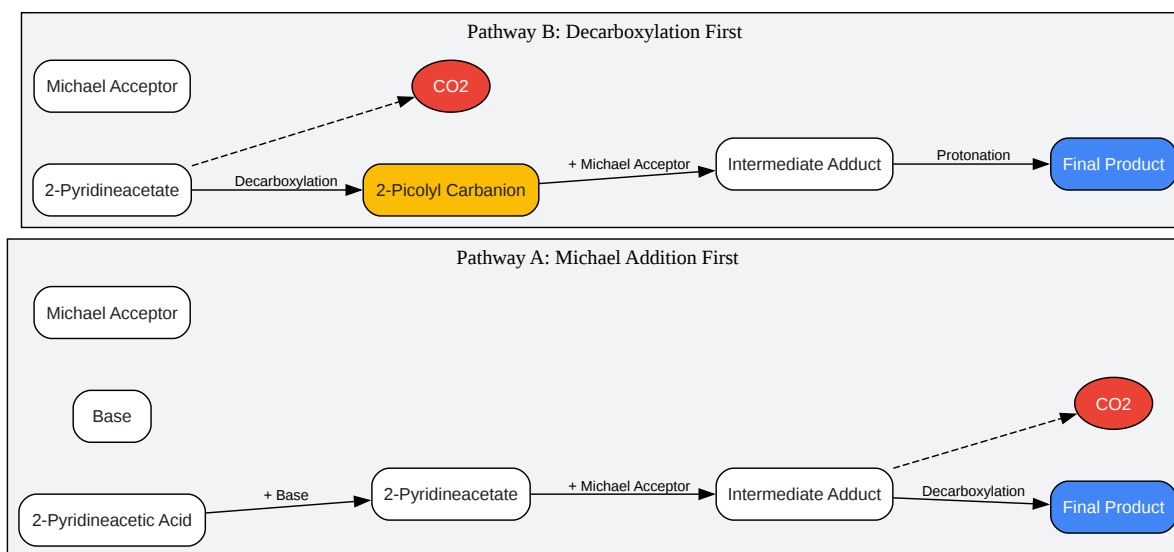 Pathway B: Decarboxylation First
Michael Acceptor
CO2
2-Pyridineacetate
Decarboxylation
2-Picolyl Carbanion
+ Michael Acceptor
Intermediate Adduct
Protonation
Final Product
Pathway A: Michael Addition First
Michael Acceptor
Base
CO2
2-Pyridineacetic Acid
+ Base
2-Pyridineacetate
+ Michael Acceptor
Intermediate Adduct
Decarboxylation
Final Product